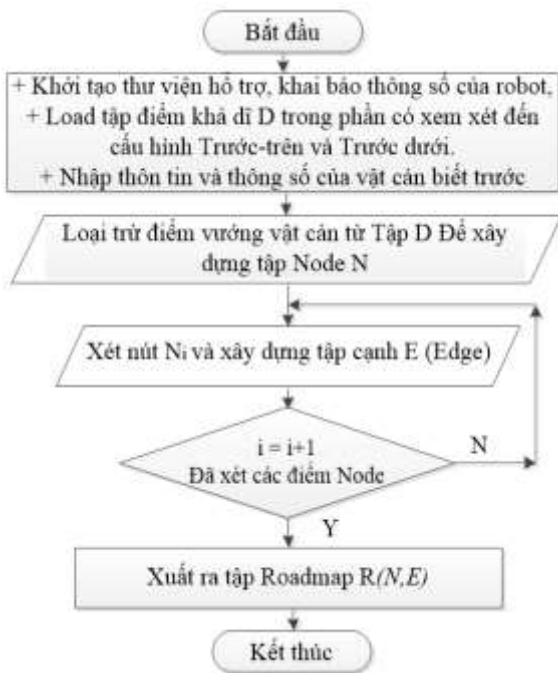 Bắt đầu
+ Khởi tạo thư viện hỗ trợ, khai báo thông số của robot,
+ Load tập điểm khả dĩ D trong phần có xem xét đến
cấu hình Trước-trên và Trước dưới.
+ Nhập thôn tin và thông số của vật cản biết trước
Loại trừ điểm vướng vật cản từ Tập D Để xây
dựng tập Node N
Xét nút Ni và xây dựng tập cạnh E (Edge)
i = i+1
Đã xét các điểm Node
N
Y
Xuất ra tập Roadmap R(N,E)
Kết thúc